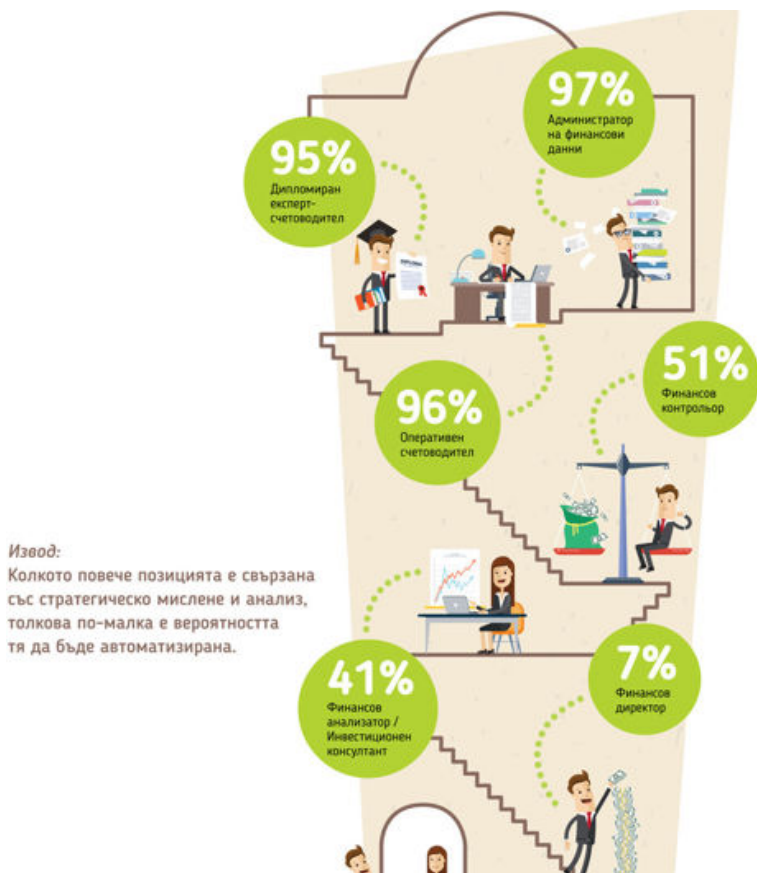 97%
Администратор
на финансови
данни
95%
Дипломиран
експерт-
счетоводител
DIPLOMA
51%
Финансов
контрольор
96%
Оперативен
счетоводител
Извод:
Колкото повече позицията е свързана
със стратегическо мислене и анализ,
толкова по-малка е вероятността
тя да бъде автоматизирана.
41%
Финансов
анализатор /
Инвестиционен
консултант
7%
Финансов
директор